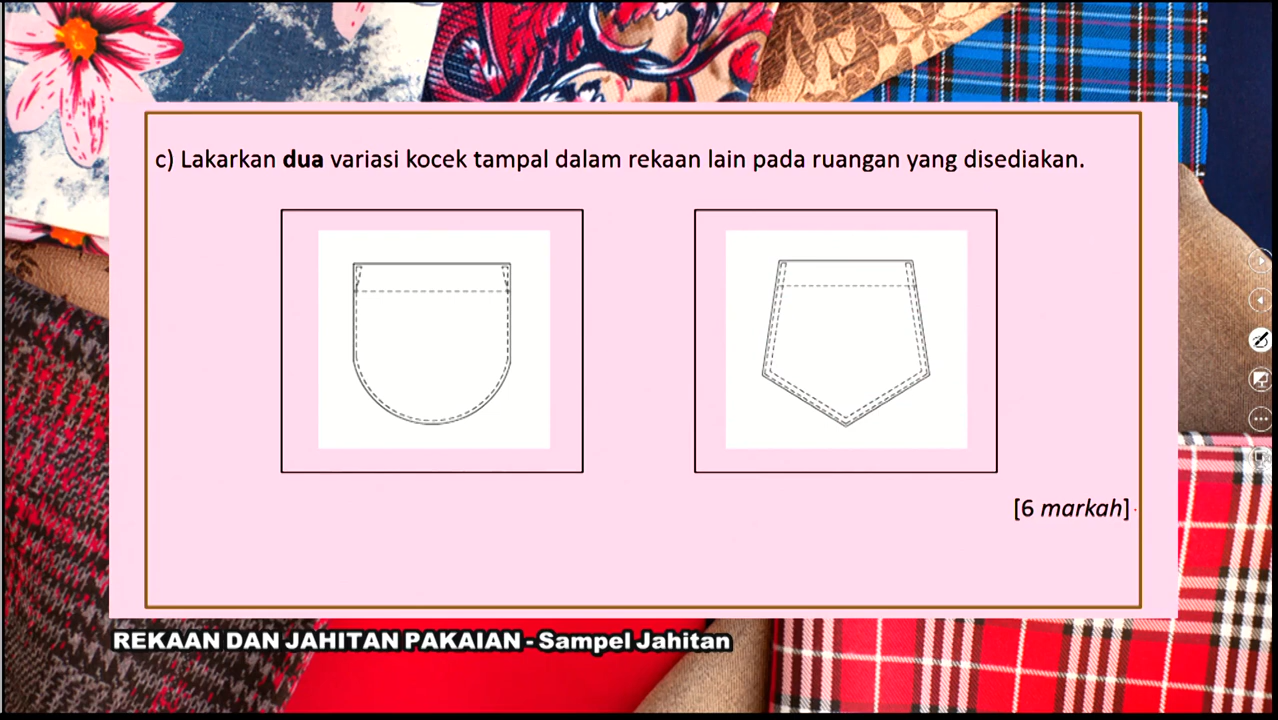 c) Lakarkan dua variasi kocek tampal dalam rekaan lain pada ruangan yang disediakan.
[6 markah]
REKAAN DAN JAHITAN PAKAIAN - Sampel Jahitan